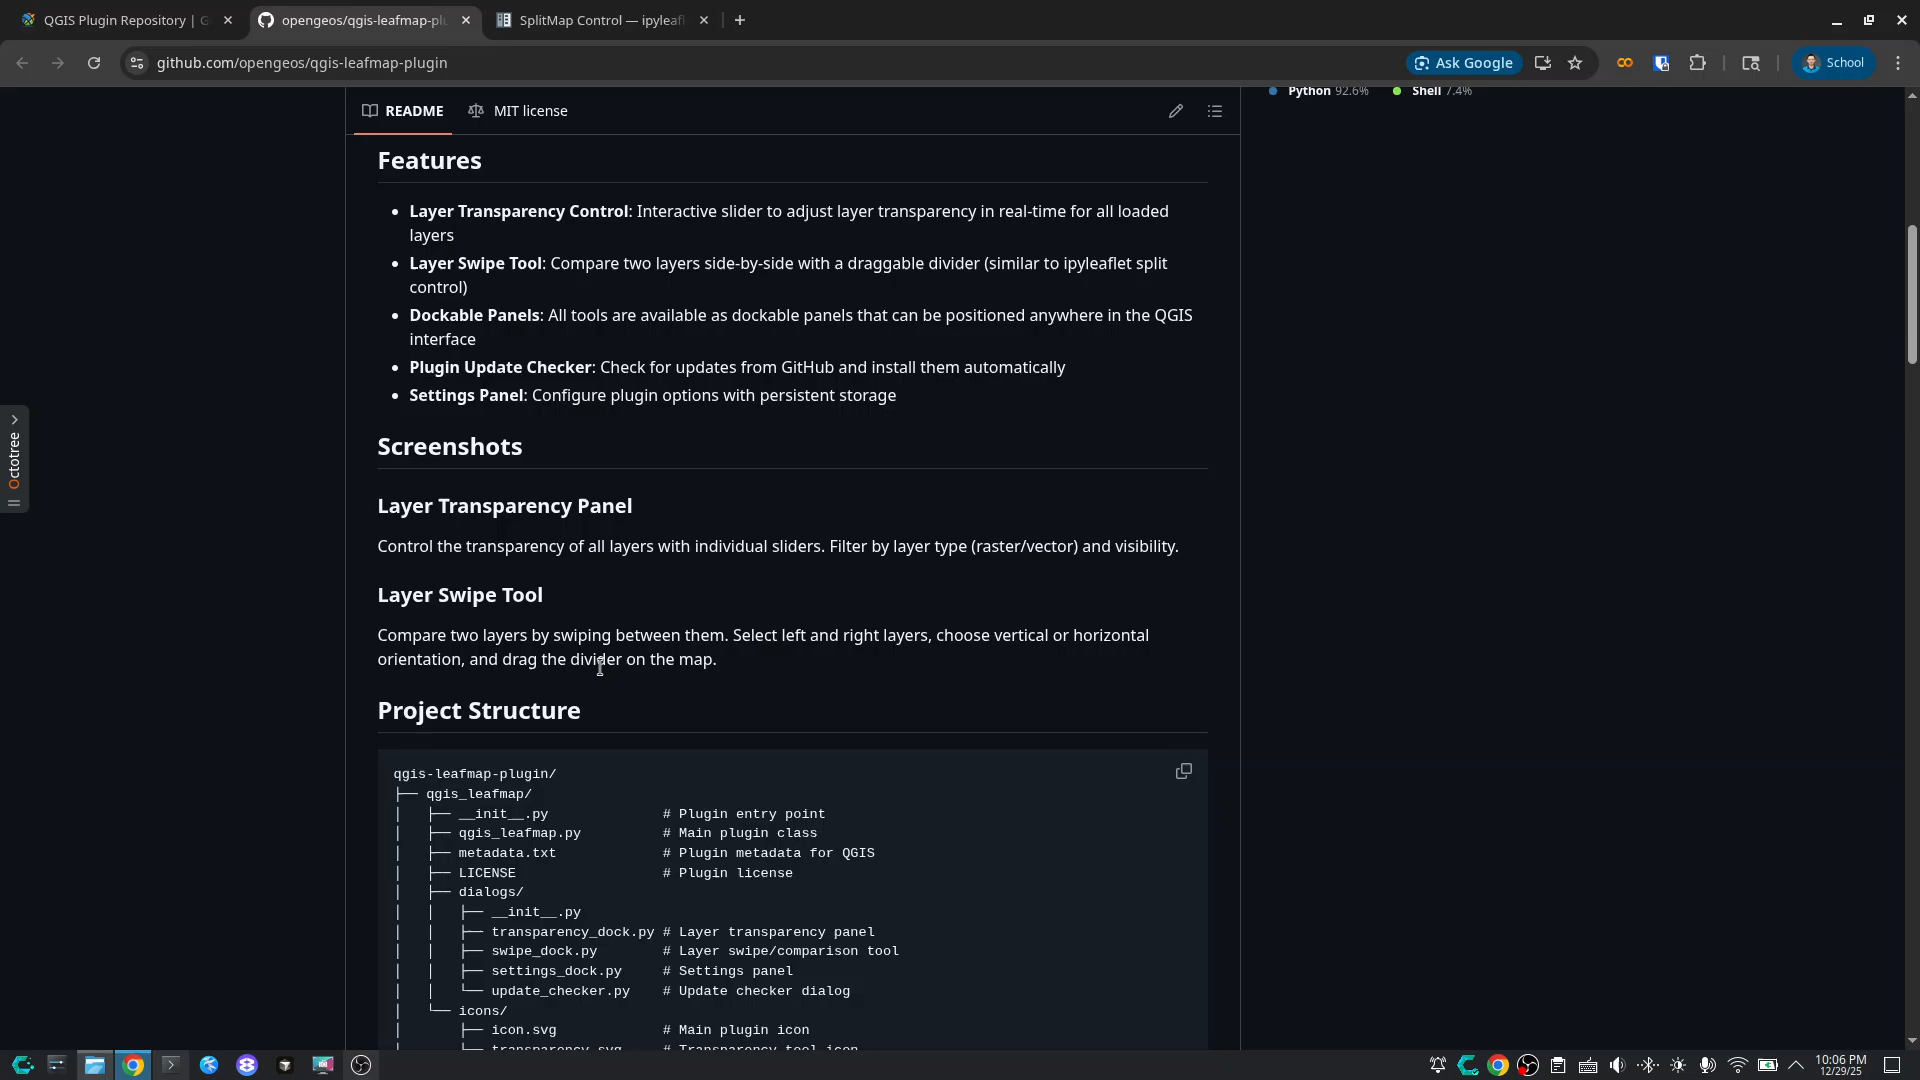 QGIS Plugin Repository | G
opengeos/qgis-leafmap-plu
SplitMap Control — ipyleafl
github.com/opengeos/qgis-leafmap-plugin
Ask Google
School
README
MIT license
Python 92.6%
Shell 7.4%
Features
• Layer Transparency Control: Interactive slider to adjust layer transparency in real-time for all loaded
layers
• Layer Swipe Tool: Compare two layers side-by-side with a draggable divider (similar to ipyleaflet split
control)
• Dockable Panels: All tools are available as dockable panels that can be positioned anywhere in the QGIS
interface
• Plugin Update Checker: Check for updates from GitHub and install them automatically
• Settings Panel: Configure plugin options with persistent storage
Octotree
Screenshots
Layer Transparency Panel
Control the transparency of all layers with individual sliders. Filter by layer type (raster/vector) and visibility.
Layer Swipe Tool
Compare two layers by swiping between them. Select left and right layers, choose vertical or horizontal
orientation, and drag the divider on the map.
Project Structure
qgis-leafmap-plugin/
├── qgis_leafmap/
│   ├── __init__.py              # Plugin entry point
│   ├── qgis_leafmap.py          # Main plugin class
│   ├── metadata.txt             # Plugin metadata for QGIS
│   ├── LICENSE                  # Plugin license
│   ├── dialogs/
│   │   ├── __init__.py
│   │   ├── transparency_dock.py # Layer transparency panel
│   │   ├── swipe_dock.py        # Layer swipe/comparison tool
│   │   ├── settings_dock.py     # Settings panel
│   │   └── update_checker.py    # Update checker dialog
│   └── icons/
│       ├── icon.svg             # Main plugin icon
│       ├── transparency.svg     # Transparency tool icon
10:06 PM
12/29/25